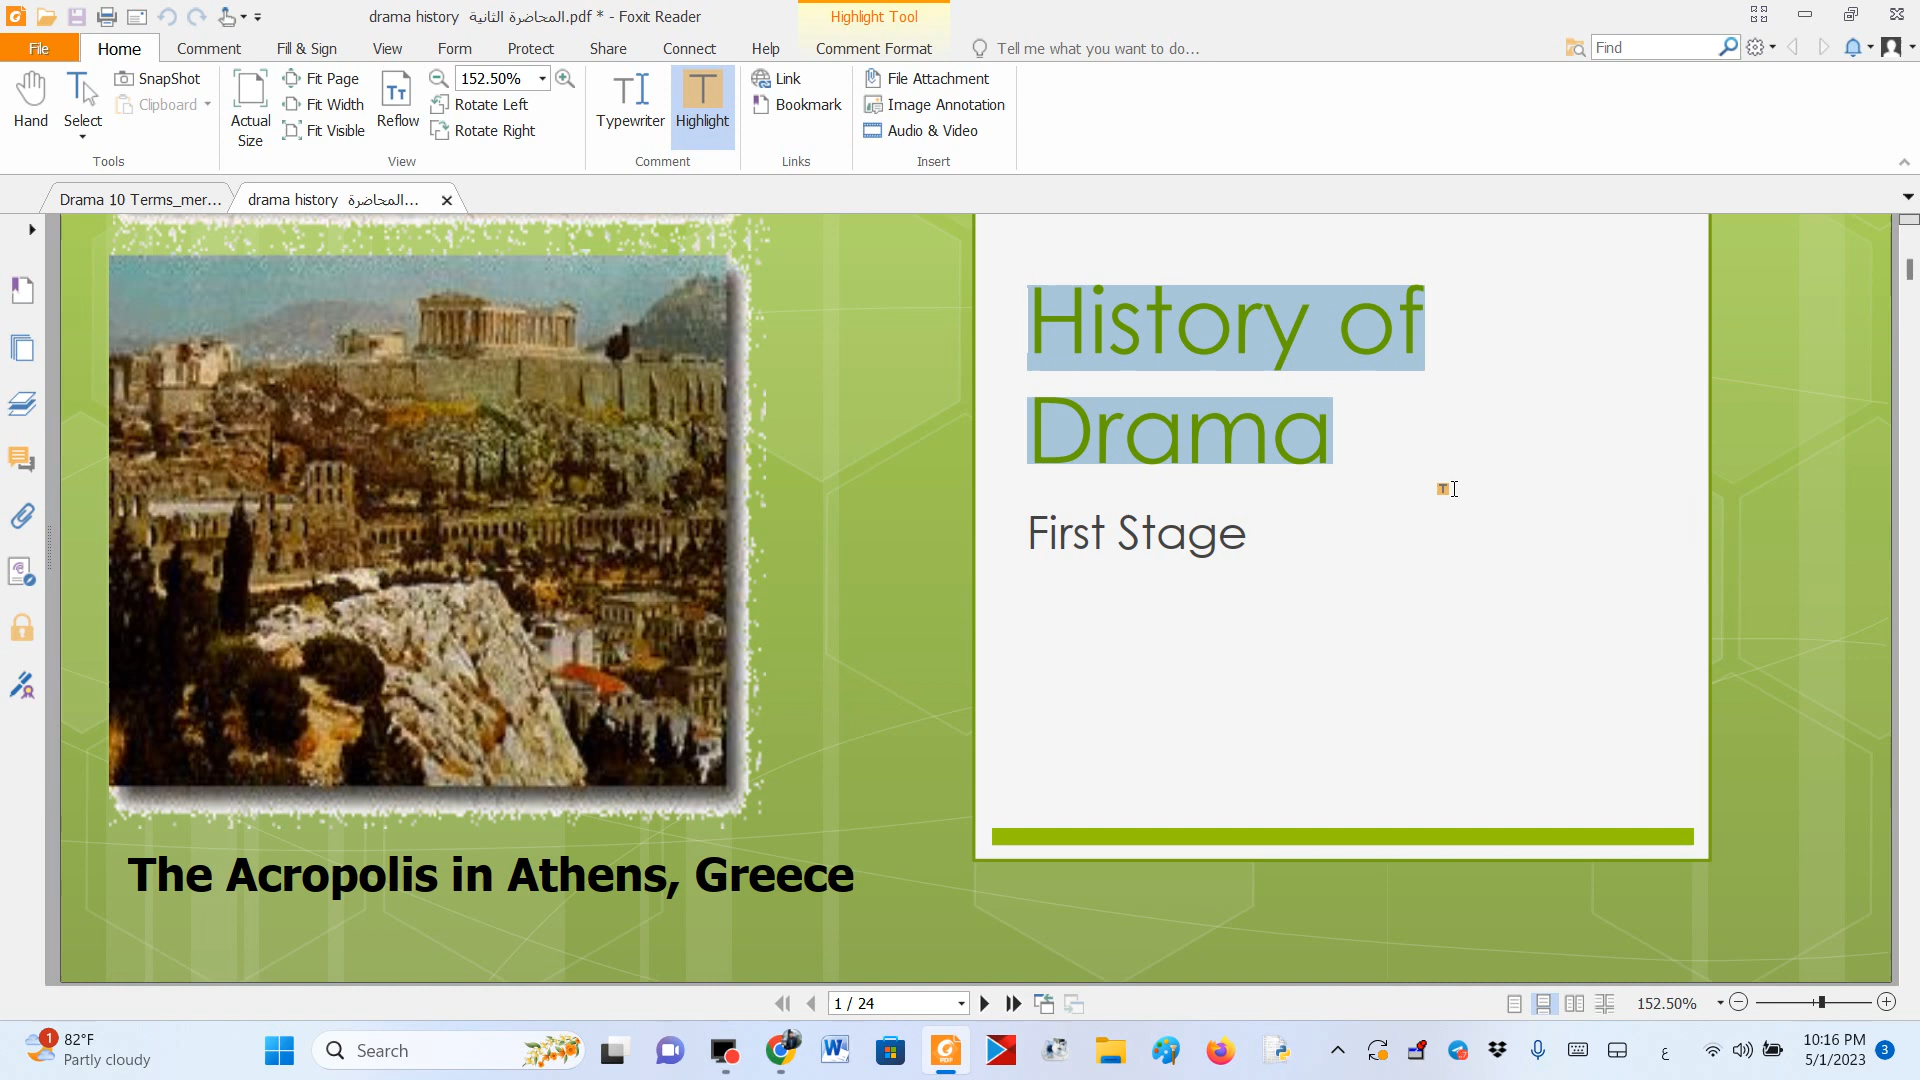 drama history المحاضرة الثانية.pdf * - Foxit Reader
Highlight Tool
File
Home
Comment
Fill & Sign
View
Form
Protect
Share
Connect
Help
Comment Format
Tell me what you want to do...
Find
Hand
Select
SnapShot
Clipboard
Tools
Actual
Size
Fit Page
Fit Width
Fit Visible
Reflow
152.50%
Rotate Left
Rotate Right
View
Typewriter
Highlight
Comment
Link
Bookmark
Links
File Attachment
Image Annotation
Audio & Video
Insert
Drama 10 Terms_mer...
drama history المحاضرة...
History of
Drama
First Stage
The Acropolis in Athens, Greece
1 / 24
152.50%
1
82°F
Partly cloudy
Search
ع
10:16 PM
5/1/2023
3